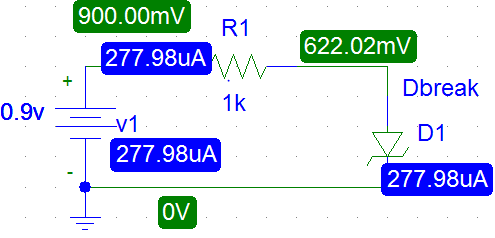 900.00mV
R1
277.98uA
622.02mV
+
1k
Dbreak
0.9v
v1
D1
277.98uA
-
277.98uA
0V